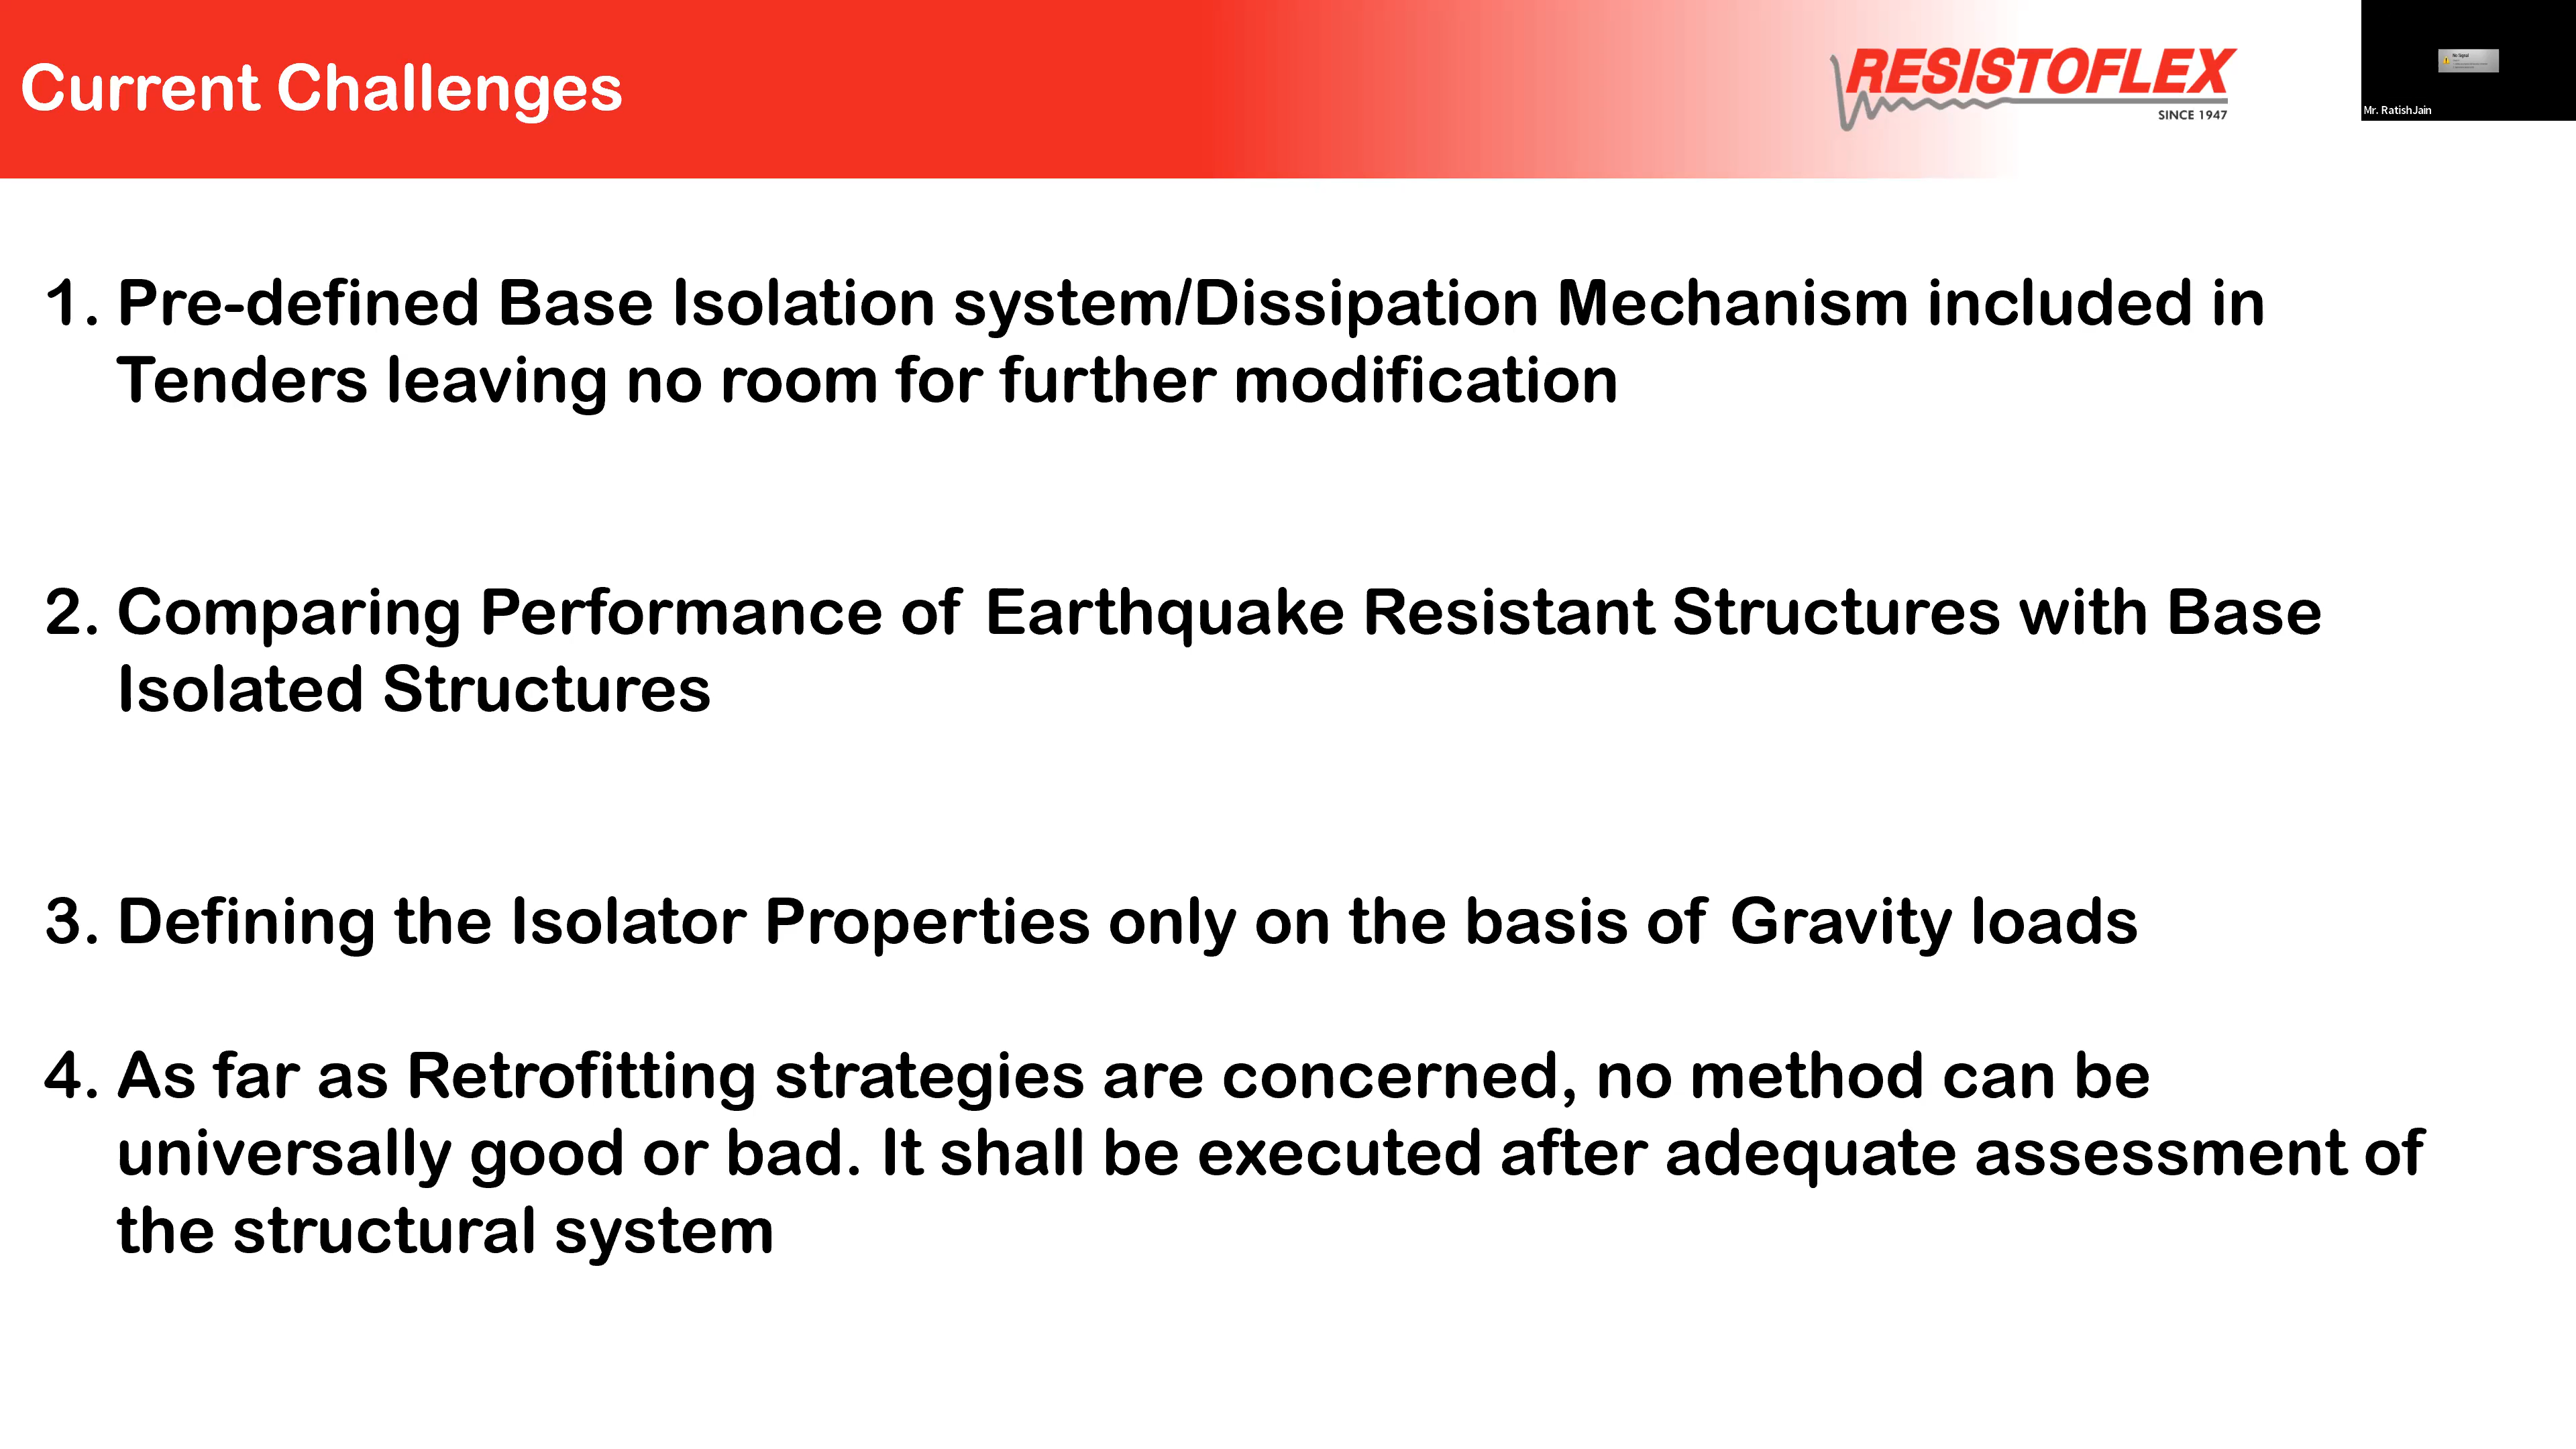 Current Challenges
RESISTOFLEX
SINCE 1947
Mr. RatishJain
1. Pre-defined Base Isolation system/Dissipation Mechanism included in
Tenders leaving no room for further modification
2. Comparing Performance of Earthquake Resistant Structures with Base
Isolated Structures
3. Defining the Isolator Properties only on the basis of Gravity loads
4. As far as Retrofitting strategies are concerned, no method can be
universally good or bad. It shall be executed after adequate assessment of
the structural system